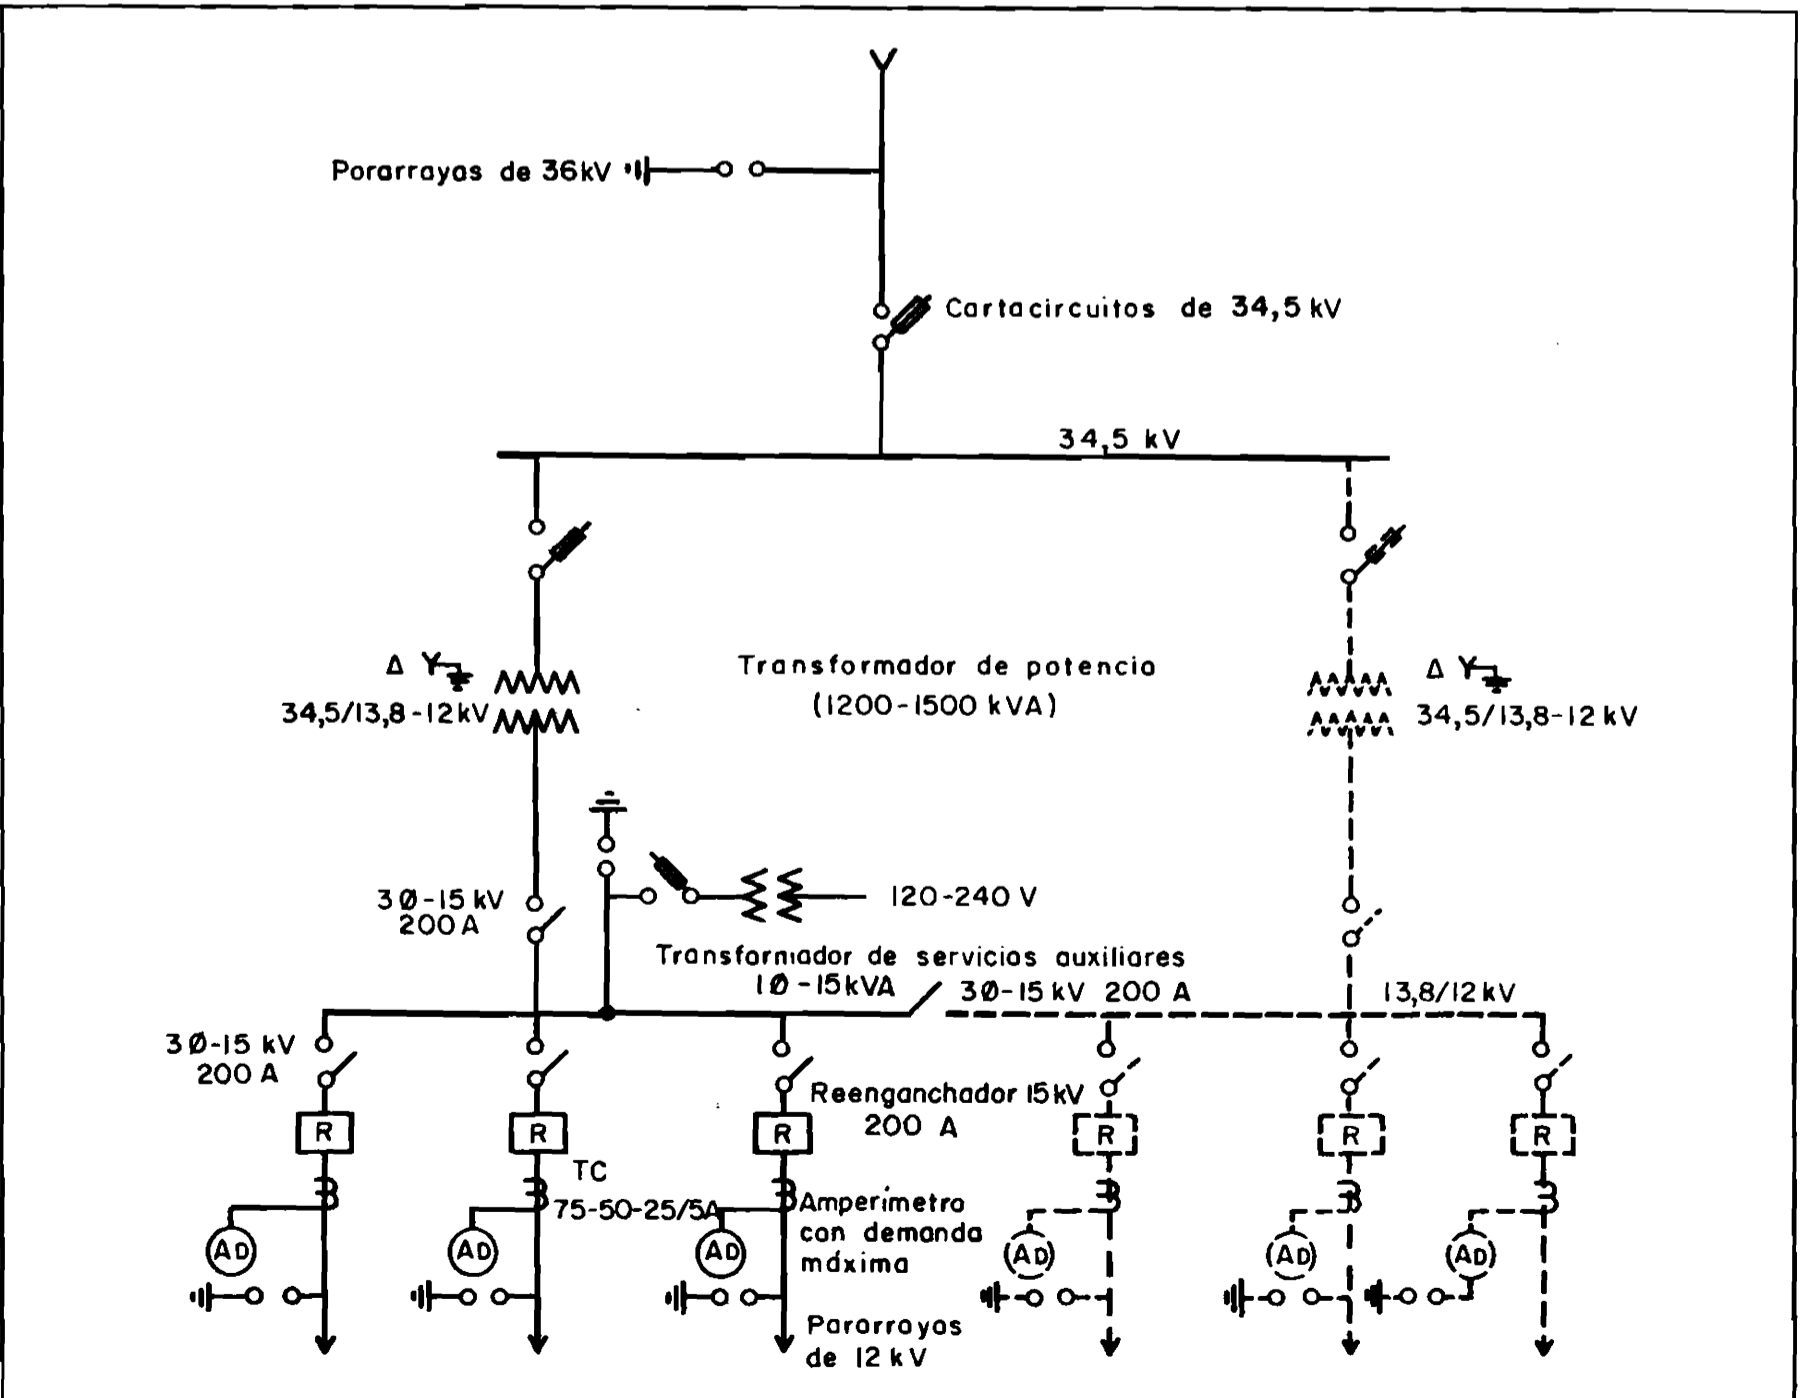 Pararrayas de 36kV
Cartacircuitos de 34,5 kV
34,5 kV
Δ Y
34,5/13,8-12kV
Transformador de potencia
(1200-1500 kVA)
Δ Y
34,5/13,8-12 kV
3Ø-15 kV
200 A
120-240 V
Transformador de servicios auxiliares
1Ø-15kVA
3Ø-15 kV 200 A
13,8/12 kV
3Ø-15 kV
200 A
Reenganchador 15kV
200 A
R
R
R
R
R
R
TC
75-50-25/5A
Amperímetro
con demanda
máxima
AD
AD
AD
AD
AD
AD
Pararrayos
de 12 kV